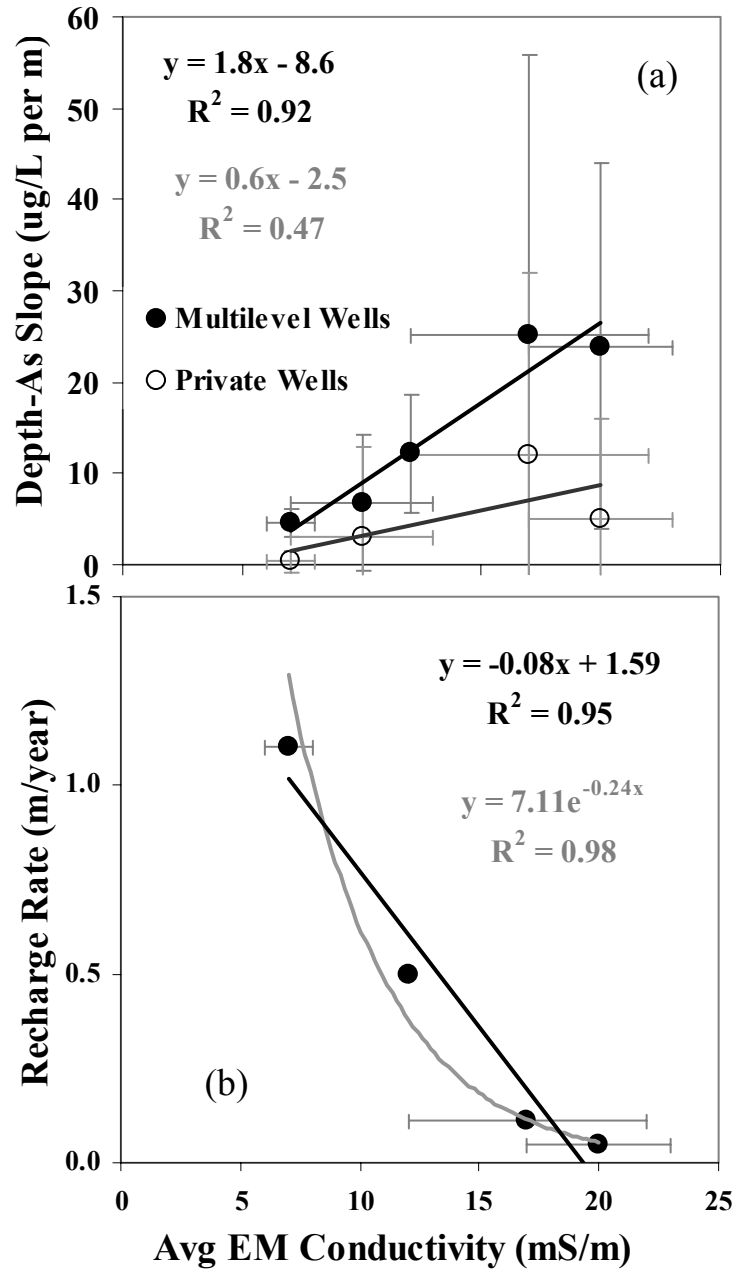 60
50
40
30
20
10
0
Depth-As Slope (ug/L per m)
y = 1.8x - 8.6
R² = 0.92
(a)
y = 0.6x - 2.5
R² = 0.47
Multilevel Wells
Private Wells
1.5
1.0
0.5
0.0
Recharge Rate (m/year)
y = -0.08x + 1.59
R² = 0.95
y = 7.11e^-0.24x
R² = 0.98
(b)
0 5 10 15 20 25
Avg EM Conductivity (mS/m)